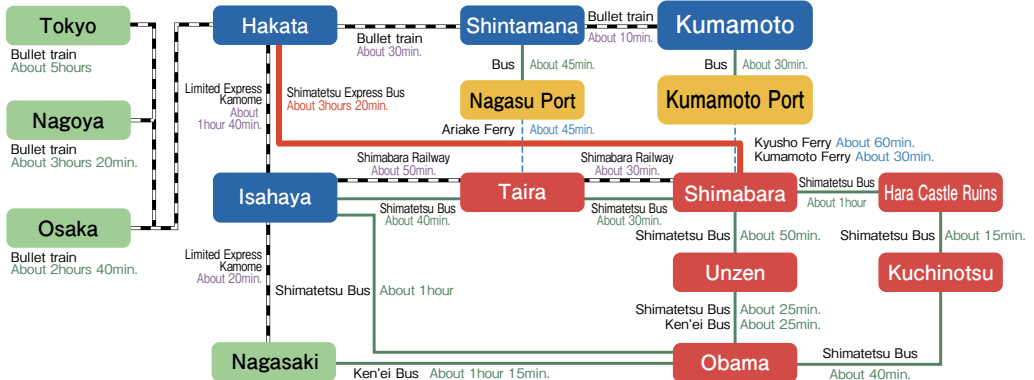 Tokyo
Bullet train
About 5hours
Nagoya
Bullet train
About 3hours 20min.
Osaka
Bullet train
About 2hours 40min.
Hakata
Bullet train
About 30min.
Shintamana
Bullet train
About 10min.
Kumamoto
Limited Express
Kamome
About
1hour 40min.
Shimatetsu Express Bus
About 3hours 20min.
Bus
About 45min.
Bus
About 30min.
Nagasu Port
Kumamoto Port
Ariake Ferry
About 45min.
Kyusho Ferry About 60min.
Kumamoto Ferry About 30min.
Shimabara Railway
About 50min.
Shimabara Railway
About 30min.
Isahaya
Taira
Shimabara
Shimatetsu Bus
About 1hour
Hara Castle Ruins
Shimatetsu Bus
About 40min.
Shimatetsu Bus
About 30min.
Shimatetsu Bus
About 50min.
Shimatetsu Bus
About 15min.
Limited Express
Kamome
About 20min.
Shimatetsu Bus
About 1hour
Unzen
Kuchinotsu
Shimatetsu Bus About 25min.
Ken'ei Bus About 25min.
Nagasaki
Ken'ei Bus About 1hour 15min.
Obama
Shimatetsu Bus
About 40min.